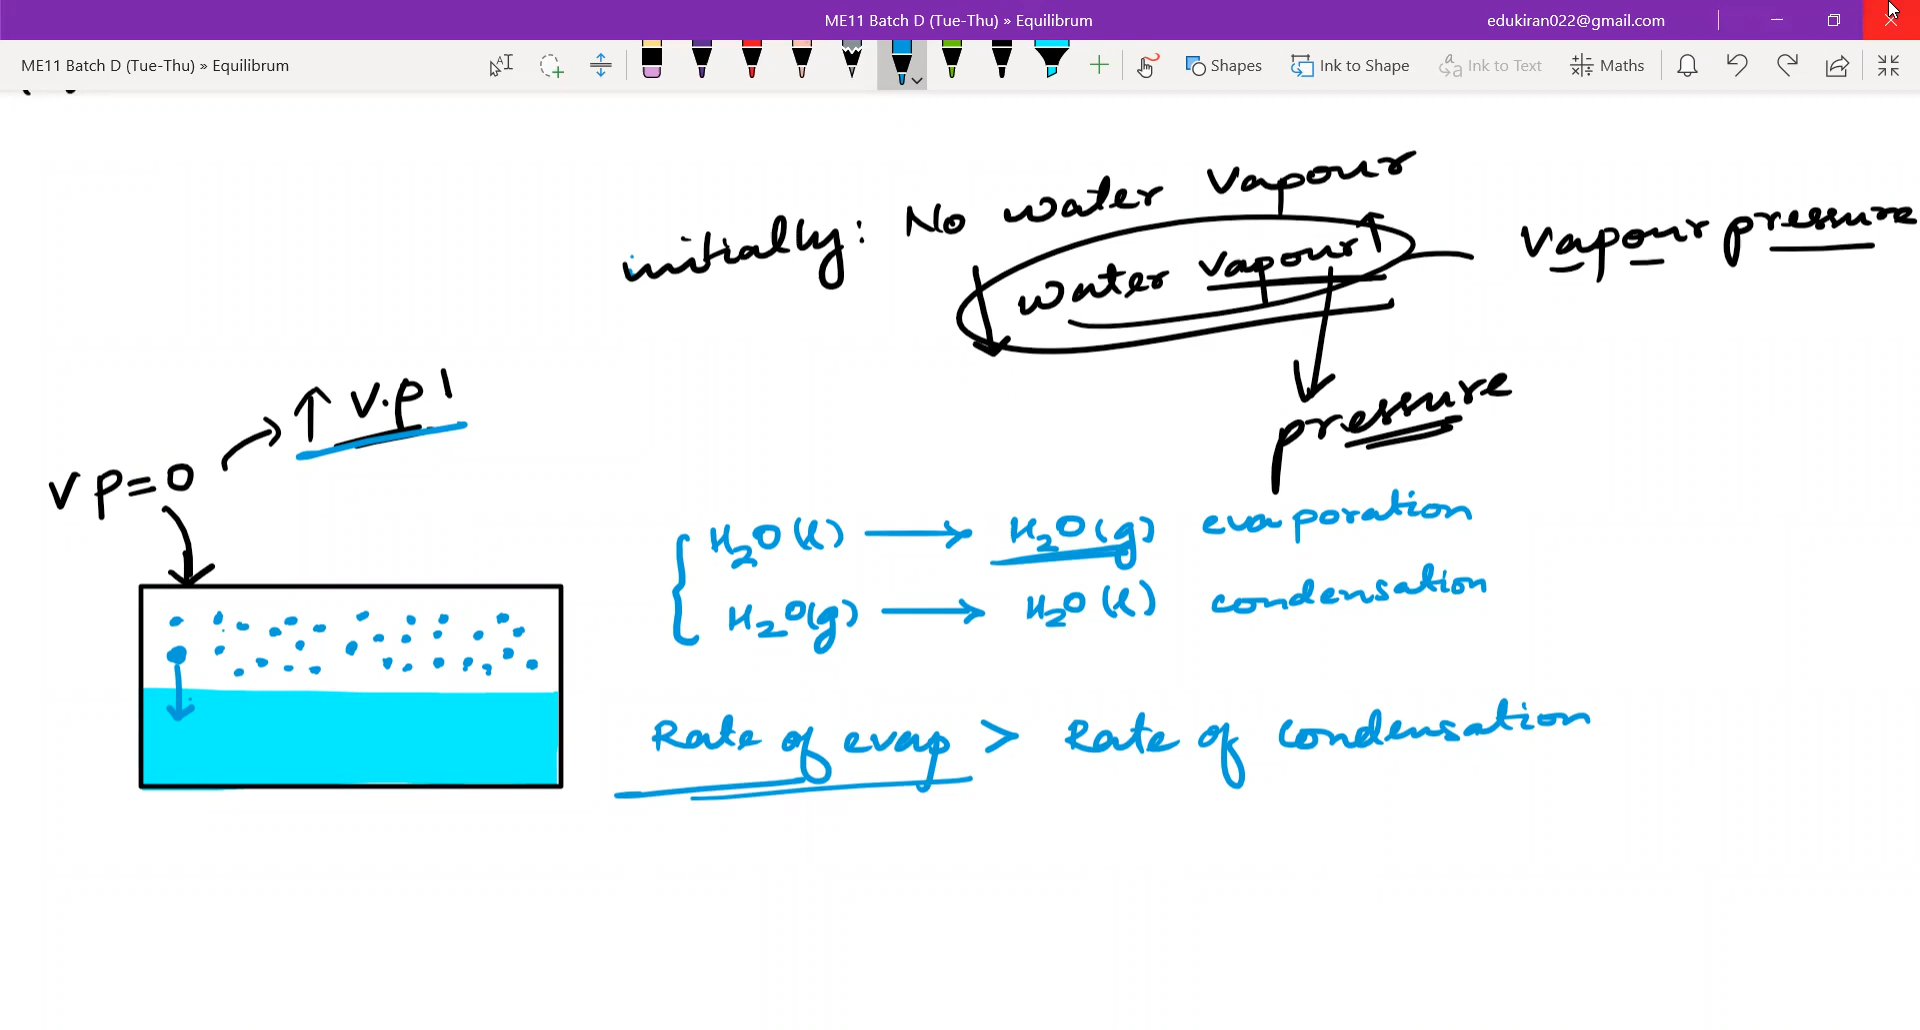 ME11 Batch D (Tue-Thu) » Equilibrum
edukiran022@gmail.com
ME11 Batch D (Tue-Thu) » Equilibrum
Shapes
Ink to Shape
Ink to Text
Maths
initially: No water vapour
water vapour ↑
vapour pressure
pressure
↑ v.p
vp=0
H₂O(l) → H₂O(g) evaporation
H₂O(g) → H₂O(l) condensation
Rate of evap > Rate of condensation